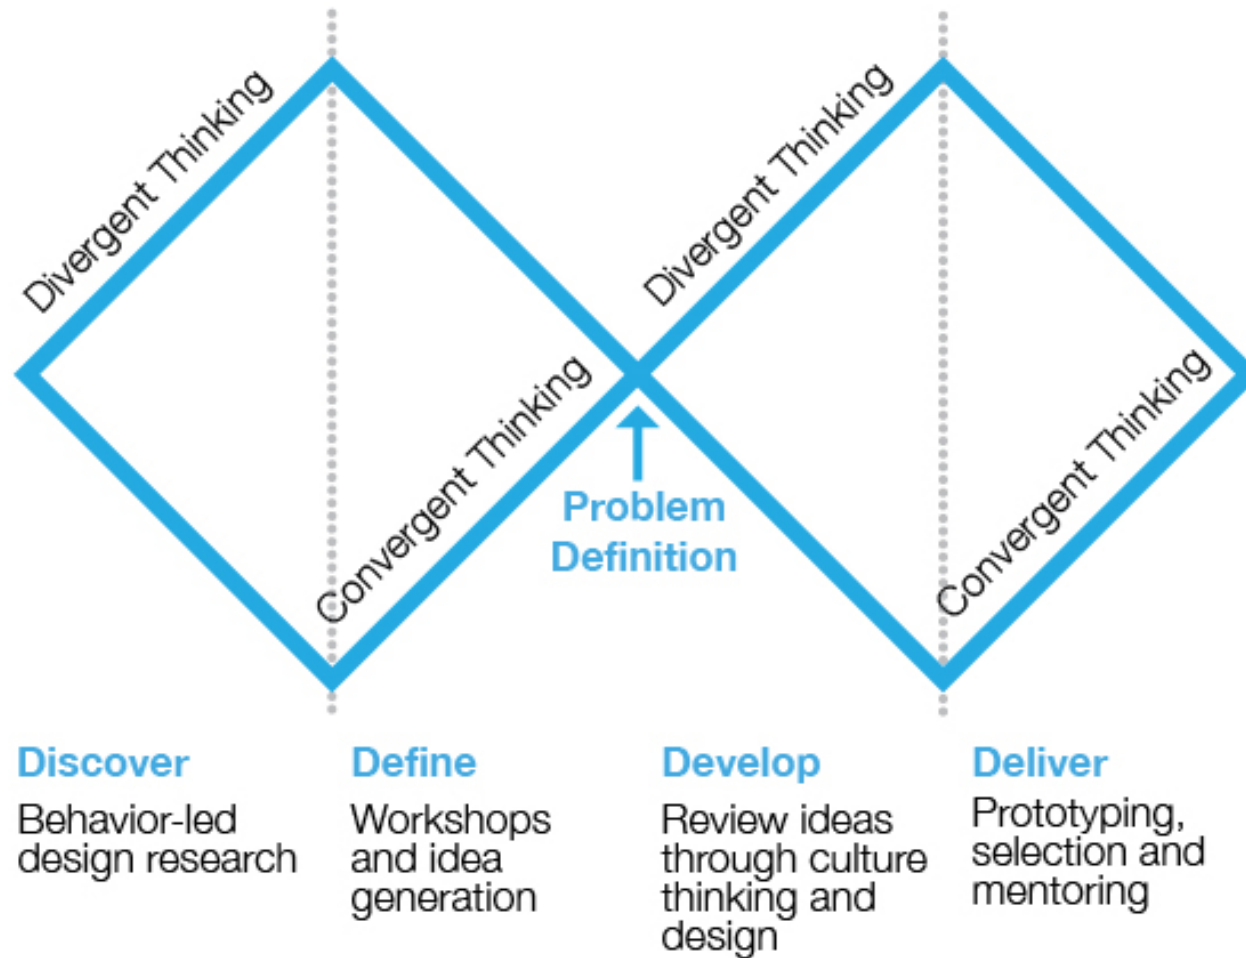 Divergent Thinking
Convergent Thinking
Divergent Thinking
Convergent Thinking
Problem
Definition
Discover
Behavior-led
design research
Define
Workshops
and idea
generation
Develop
Review ideas
through culture
thinking and
design
Deliver
Prototyping,
selection and
mentoring